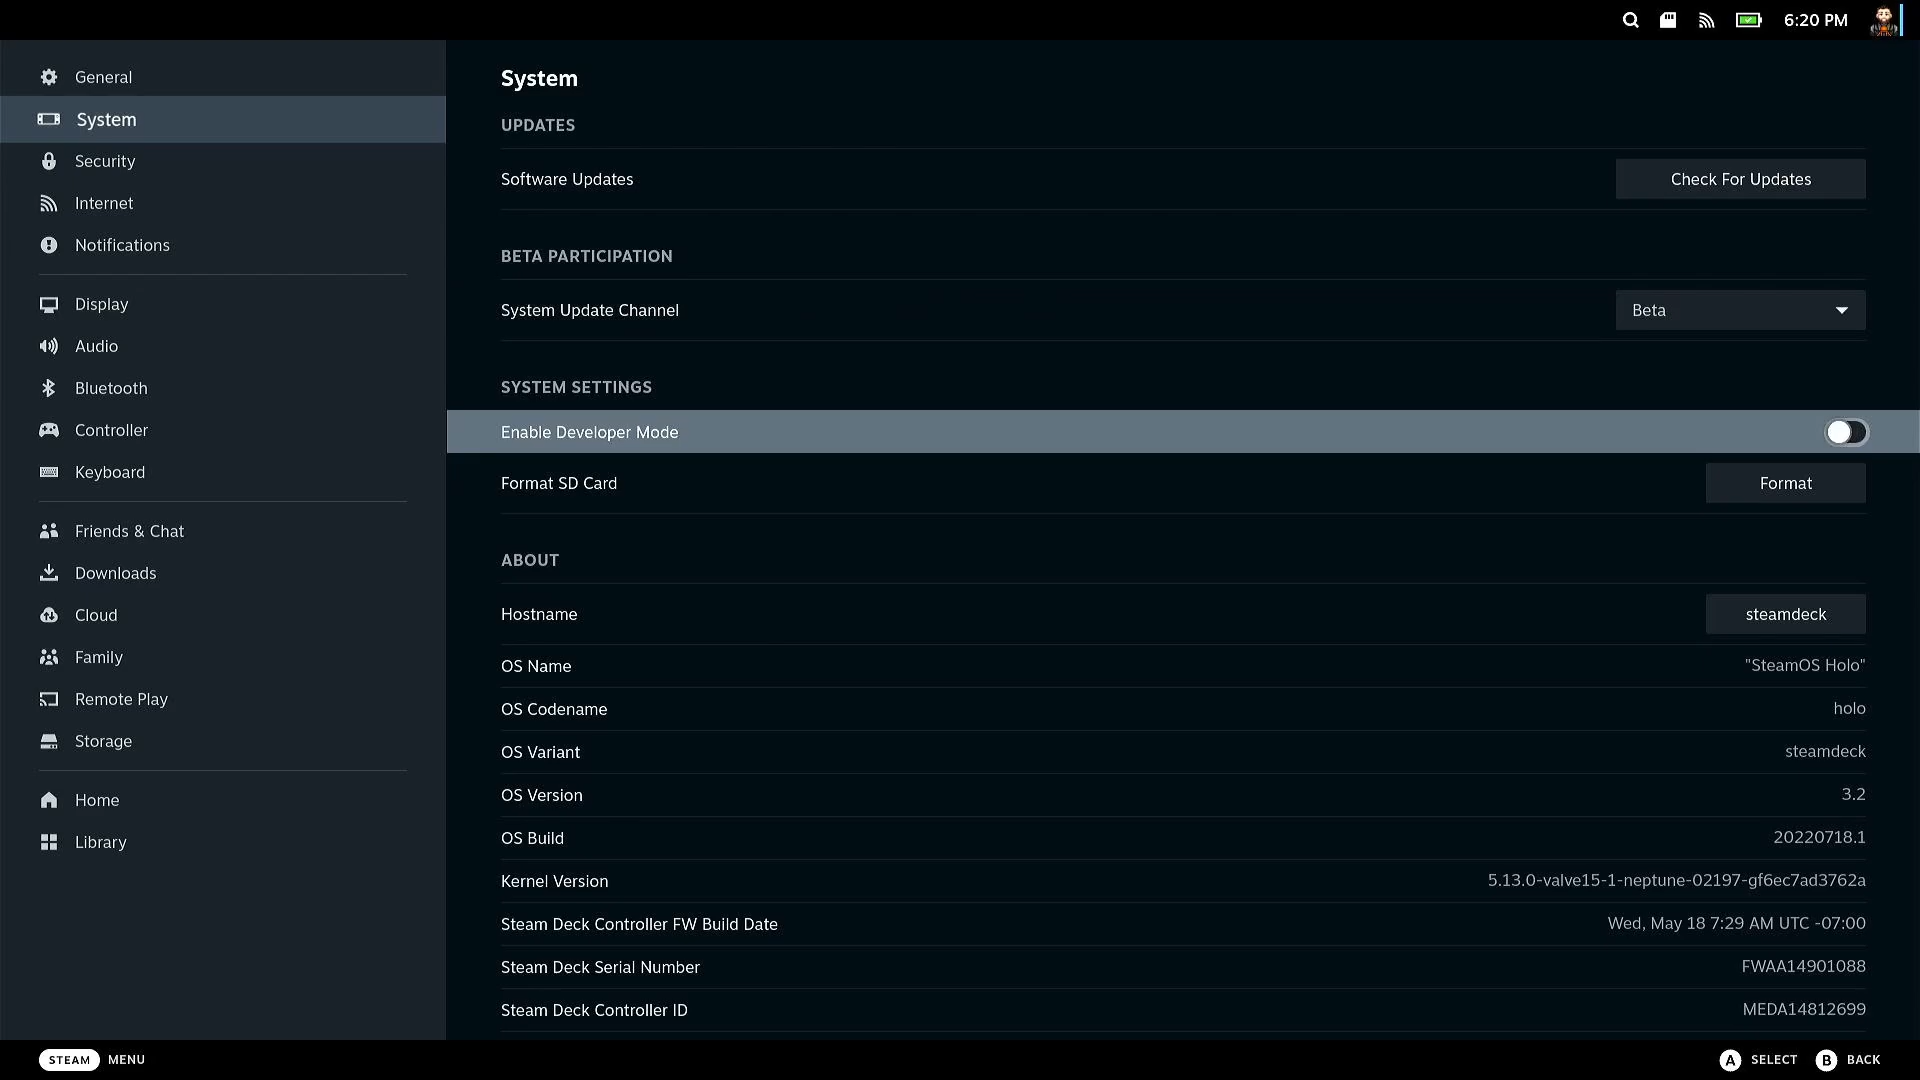 6:20 PM
General
System
Security
Internet
Notifications
Display
Audio
Bluetooth
Controller
Keyboard
Friends & Chat
Downloads
Cloud
Family
Remote Play
Storage
Home
Library
System
UPDATES
Software Updates
Check For Updates
BETA PARTICIPATION
System Update Channel
Beta
SYSTEM SETTINGS
Enable Developer Mode
Format SD Card
Format
ABOUT
Hostname
steamdeck
OS Name
"SteamOS Holo"
OS Codename
holo
OS Variant
steamdeck
OS Version
3.2
OS Build
20220718.1
Kernel Version
5.13.0-valve15-1-neptune-02197-gf6ec7ad3762a
Steam Deck Controller FW Build Date
Wed, May 18 7:29 AM UTC -07:00
Steam Deck Serial Number
FWAA14901088
Steam Deck Controller ID
MEDA14812699
STEAM MENU
A SELECT B BACK